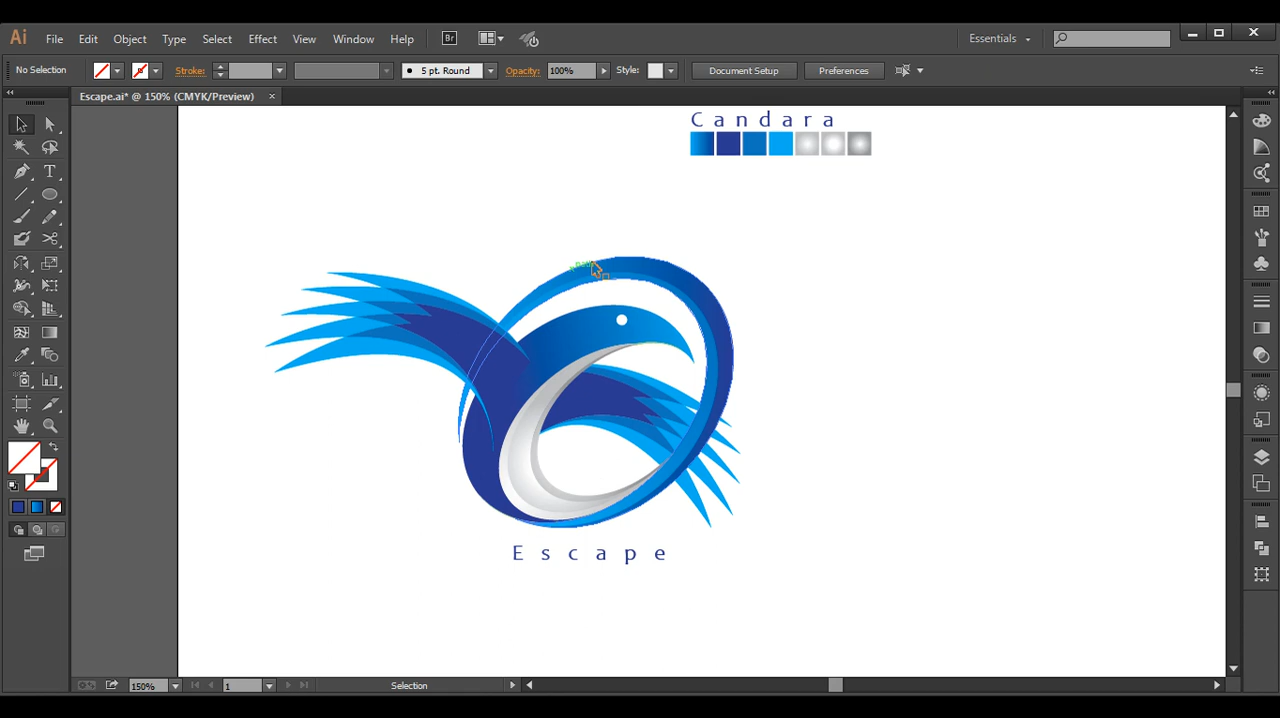 Ai File Edit Object Type Select Effect View Window Help Br Essentials
No Selection Stroke: 5 pt. Round Opacity: 100% Style: Document Setup Preferences
Escape.ai* @ 150% (CMYK/Preview) ×
Candara
Escape
150% 1 Selection